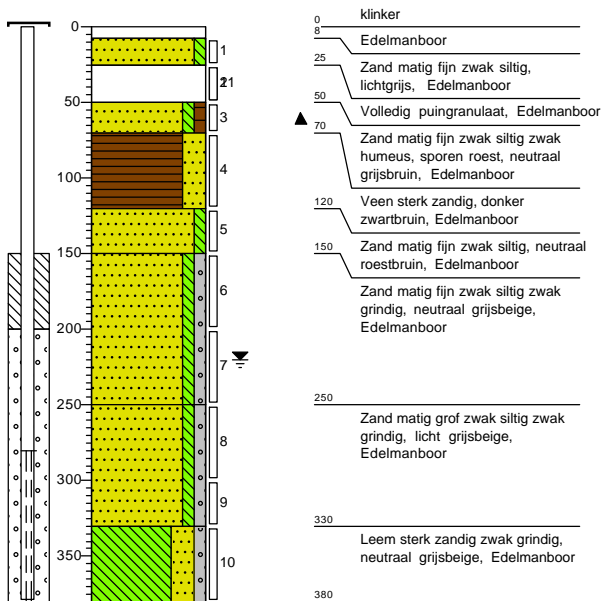 0
50
100
150
200
250
300
350
1
21
3
4
5
6
7
8
9
10
0
klinker
8
Edelmanboor
25
Zand matig fijn zwak siltig,
lichtgrijs, Edelmanboor
50
Volledig puingranulaat, Edelmanboor
70
Zand matig fijn zwak siltig zwak
humeus, sporen roest, neutraal
grijsbruin, Edelmanboor
120
Veen sterk zandig, donker
zwartbruin, Edelmanboor
150
Zand matig fijn zwak siltig, neutraal
roestbruin, Edelmanboor
Zand matig fijn zwak siltig zwak
grindig, neutraal grijsbeige,
Edelmanboor
250
Zand matig grof zwak siltig zwak
grindig, licht grijsbeige,
Edelmanboor
330
Leem sterk zandig zwak grindig,
neutraal grijsbeige, Edelmanboor
380